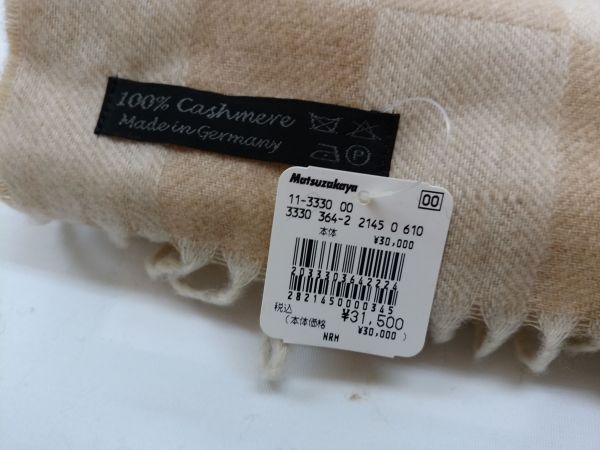 100% Cashmere
Made in Germany
P
Matsuzakaya
00
11-3330 00
3330 364-2 2145 0 610
本体 ¥30,000
2033303642224
2821450000345
税込 ¥31,500
(本体価格 ¥30,000 )
NRM